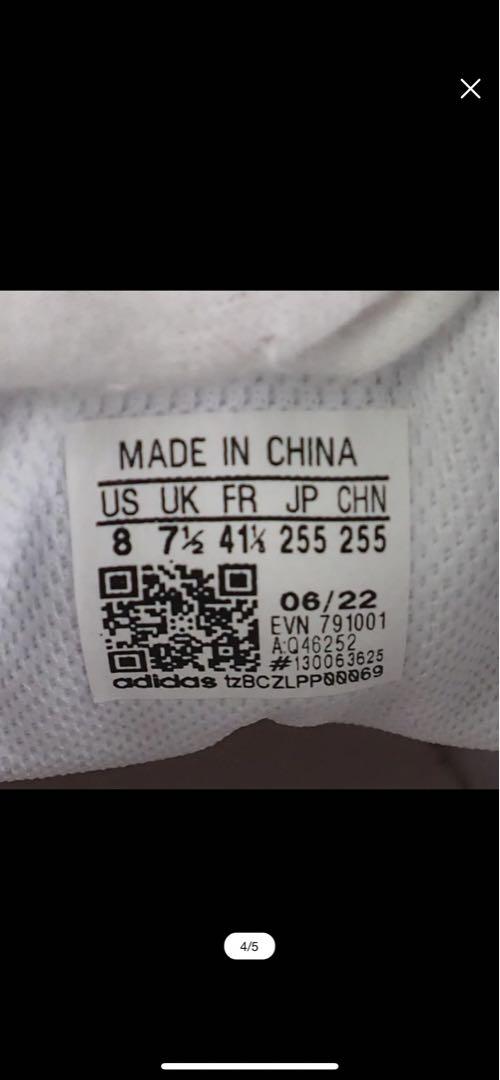 MADE IN CHINA
US UK FR JP CHN
8 7½ 41⅓ 255 255
06/22
EVN 791001
A:Q46252
#130063625
adidas tzBCZLPP00069
4/5